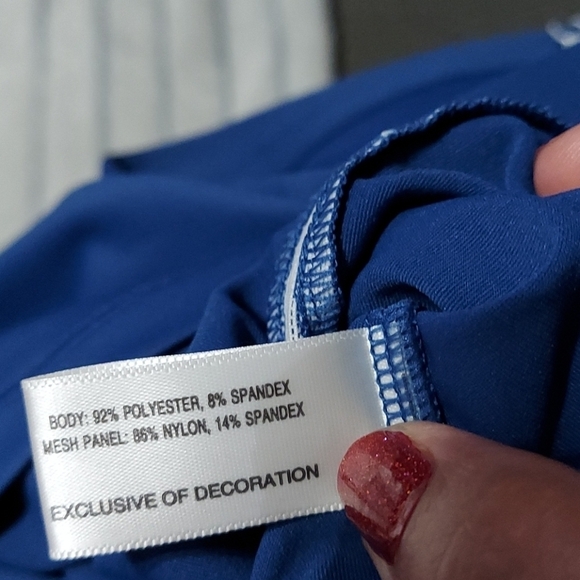 BODY: 92% POLYESTER, 8% SPANDEX
MESH PANEL: 86% NYLON, 14% SPANDEX
EXCLUSIVE OF DECORATION